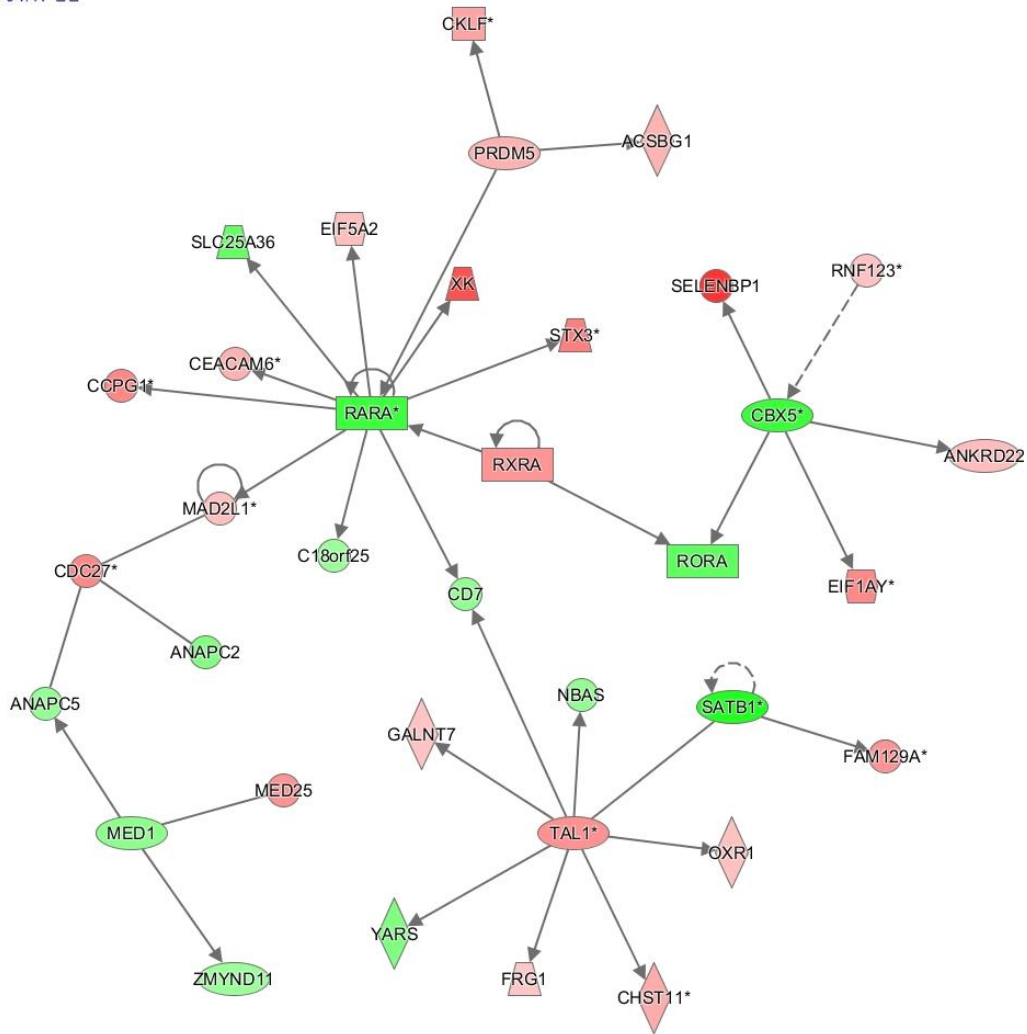 CKLF*
PRDM5
ACSBG1
EIF5A2
SLC25A36
XK
SELENBP1
RNF123*
STX3*
CEACAM6*
CCPG1*
RARA*
CBX5*
RXRA
ANKRD22
MAD2L1*
C18orf25
RORA
CDC27*
EIF1AY*
CD7
ANAPC2
NBAS
ANAPC5
SATB1*
GALNT7
FAM129A*
MED25
MED1
TAL1*
OXR1
YARS
ZMYND11
FRG1
CHST11*